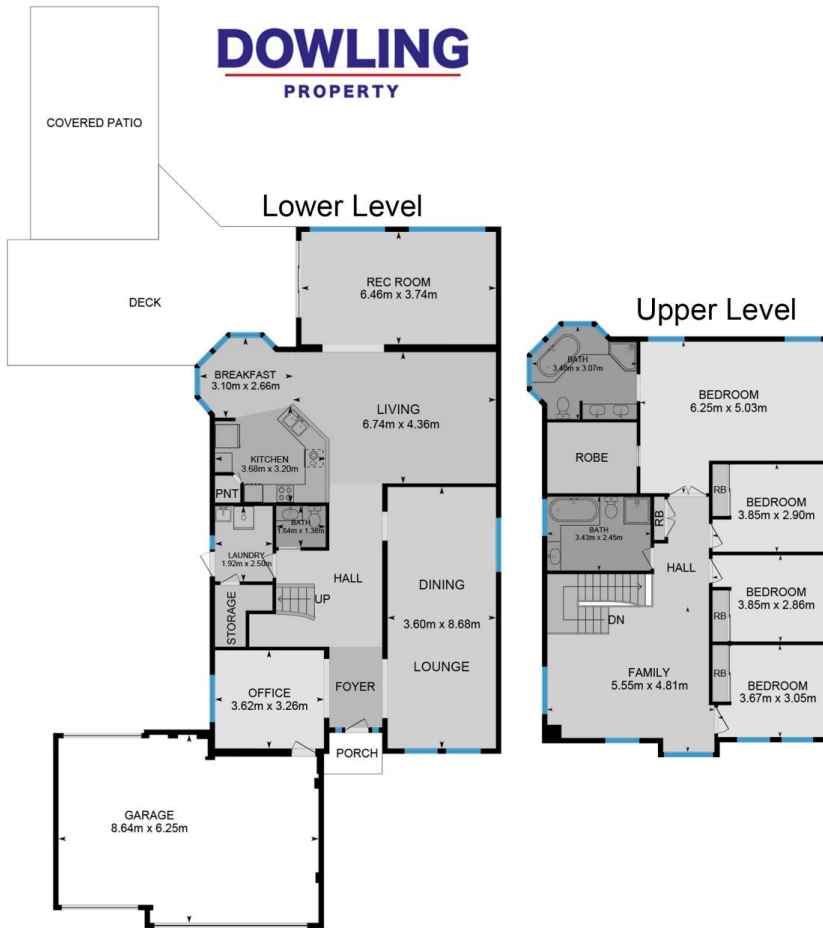 DOWLING
PROPERTY
COVERED PATIO
Lower Level
REC ROOM
6.46m x 3.74m
DECK
BREAKFAST
3.10m x 2.66m
LIVING
6.74m x 4.36m
KITCHEN
3.68m x 3.20m
PNT
BATH
1.64m x 1.36m
LAUNDRY
1.92m x 2.50m
HALL
UP
STORAGE
DINING
3.60m x 8.68m
LOUNGE
OFFICE
3.62m x 3.26m
FOYER
PORCH
GARAGE
8.64m x 6.25m
Upper Level
BATH
3.48m x 3.07m
BEDROOM
6.25m x 5.03m
ROBE
RB
BEDROOM
3.85m x 2.90m
BATH
3.43m x 2.45m
RB
HALL
BEDROOM
3.85m x 2.86m
RB
DN
FAMILY
5.55m x 4.81m
RB
BEDROOM
3.67m x 3.05m